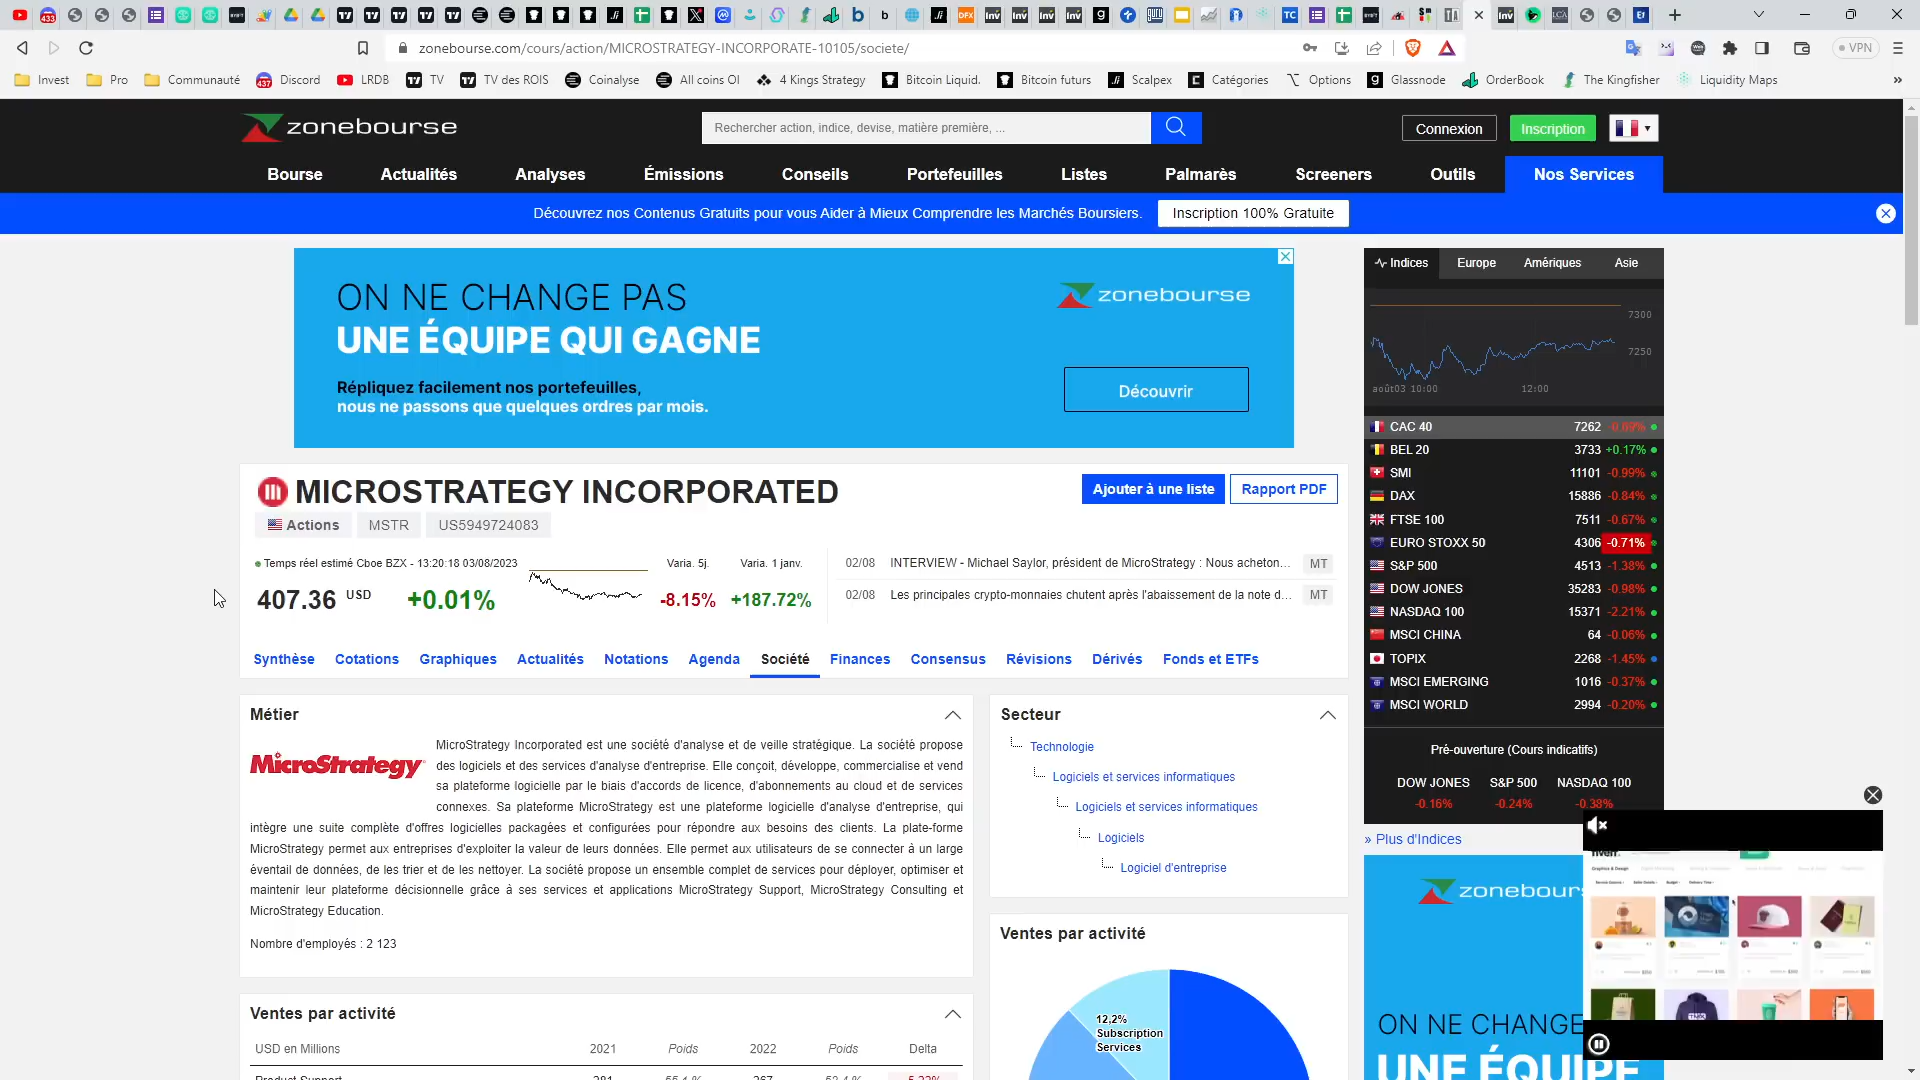 zonebourse.com/cours/action/MICROSTRATEGY-INCORPORATE-10105/societe/
VPN
Invest
Pro
Communauté
Discord
LRDB
TV
TV des ROIS
Coinalyse
All coins OI
4 Kings Strategy
Bitcoin Liquid.
Bitcoin futurs
Scalpex
Catégories
Options
Glassnode
OrderBook
The Kingfisher
Liquidity Maps
zonebourse
Rechercher action, indice, devise, matière première, ...
Connexion
Inscription
Bourse
Actualités
Analyses
Émissions
Conseils
Portefeuilles
Listes
Palmarès
Screeners
Outils
Nos Services
Découvrez nos Contenus Gratuits pour vous Aider à Mieux Comprendre les Marchés Boursiers.
Inscription 100% Gratuite
ON NE CHANGE PAS
UNE ÉQUIPE QUI GAGNE
Répliquez facilement nos portefeuilles,
nous ne passons que quelques ordres par mois.
zonebourse
Découvrir
MICROSTRATEGY INCORPORATED
Ajouter à une liste
Rapport PDF
Actions
MSTR
US5949724083
Temps réel estimé Cboe BZX - 13:20:18 03/08/2023
407.36 USD
+0.01%
Varia. 5j.
-8.15%
Varia. 1 janv.
+187.72%
02/08 INTERVIEW - Michael Saylor, président de MicroStrategy : Nous acheton... MT
02/08 Les principales crypto-monnaies chutent après l'abaissement de la note d... MT
Synthèse
Cotations
Graphiques
Actualités
Notations
Agenda
Société
Finances
Consensus
Révisions
Dérivés
Fonds et ETFs
Métier
MicroStrategy
MicroStrategy Incorporated est une société d'analyse et de veille stratégique. La société propose
des logiciels et des services d'analyse d'entreprise. Elle conçoit, développe, commercialise et vend
sa plateforme logicielle par le biais d'accords de licence, d'abonnements au cloud et de services
connexes. Sa plateforme MicroStrategy est une plateforme logicielle d'analyse d'entreprise, qui
intègre une suite complète d'offres logicielles packagées et configurées pour répondre aux besoins des clients. La plate-forme
MicroStrategy permet aux entreprises d'exploiter la valeur de leurs données. Elle permet aux utilisateurs de se connecter à un large
éventail de données, de les trier et de les nettoyer. La société propose un ensemble complet de services pour déployer, optimiser et
maintenir leur plateforme décisionnelle grâce à ses services et applications MicroStrategy Support, MicroStrategy Consulting et
MicroStrategy Education.
Nombre d'employés : 2 123
Ventes par activité
USD en Millions 2021 Poids 2022 Poids Delta
Product Support 281 55,1 % 267 53,4 % -5.22%
Secteur
Technologie
Logiciels et services informatiques
Logiciels et services informatiques
Logiciels
Logiciel d'entreprise
Ventes par activité
12,2%
Subscription
Services
Indices
Europe
Amériques
Asie
7300
7250
août03 10:00
12:00
CAC 40 7262 -0.09%
BEL 20 3733 +0.17%
SMI 11101 -0.99%
DAX 15886 -0.84%
FTSE 100 7511 -0.67%
EURO STOXX 50 4306 -0.71%
S&P 500 4513 -1.38%
DOW JONES 35283 -0.98%
NASDAQ 100 15371 -2.21%
MSCI CHINA 64 -0.06%
TOPIX 2268 -1.45%
MSCI EMERGING 1016 -0.37%
MSCI WORLD 2994 -0.20%
Pré-ouverture (Cours indicatifs)
DOW JONES S&P 500 NASDAQ 100
-0.16% -0.24% -0.38%
» Plus d'Indices
zonebour
ON NE CHANGE
UNE ÉQUIPE